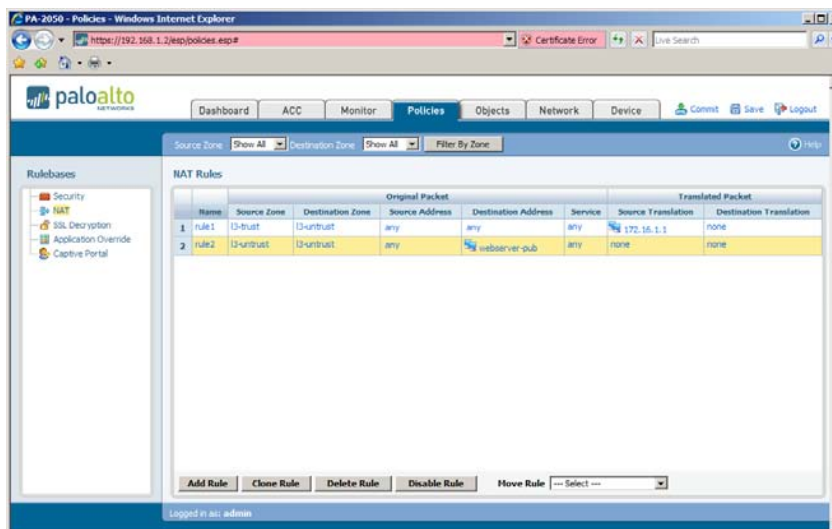 PA-2050 - Policies - Windows Internet Explorer
https://192.168.1.2/esp/policies.esp#
Certificate Error
Live Search
paloalto
NETWORKS
Dashboard ACC Monitor Policies Objects Network Device Commit Save Logout
Source Zone Show All Destination Zone Show All Filter By Zone Help
Rulebases
Security
NAT
SSL Decryption
Application Override
Captive Portal
NAT Rules
Original Packet Translated Packet
Name Source Zone Destination Zone Source Address Destination Address Service Source Translation Destination Translation
1 rule1 l3-trust l3-untrust any any any 172.16.1.1 none
2 rule2 l3-untrust l3-untrust any webserver-pub any none none
Add Rule Clone Rule Delete Rule Disable Rule Move Rule --- Select ---
Logged in as: admin